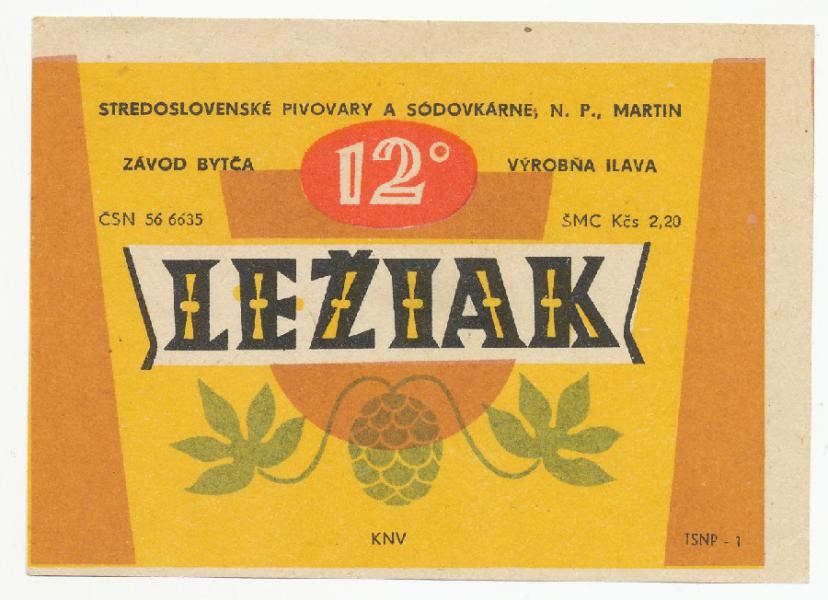 STREDOSLOVENSKÉ PIVOVARY A SÓDOVKÁRNE, N. P., MARTIN
12°
ZÁVOD BYTČA
VÝROBŇA ILAVA
ČSN 56 6635
ŠMC Kčs 2,20
LEŽIAK
KNV
TSNP - 1